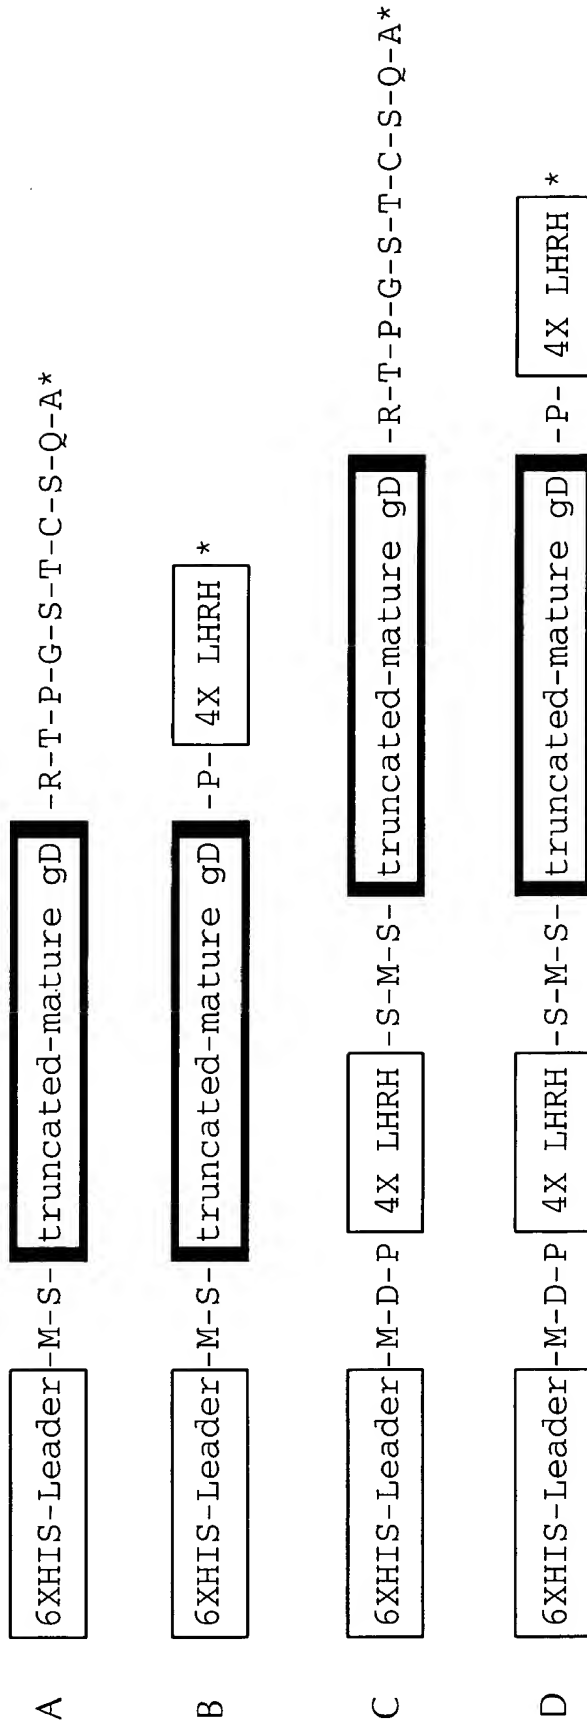 A 6XHIS-Leader -M-S- truncated-mature gD -R-T-P-G-S-T-C-S-Q-A*
B 6XHIS-Leader -M-S- truncated-mature gD -P- 4X LHRH *
C 6XHIS-Leader -M-D-P 4X LHRH -S-M-S- truncated-mature gD -R-T-P-G-S-T-C-S-Q-A*
D 6XHIS-Leader -M-D-P 4X LHRH -S-M-S- truncated-mature gD -P- 4X LHRH *